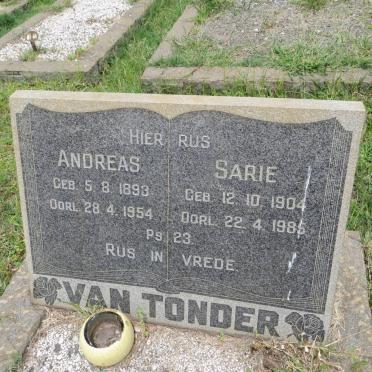 HIER RUS
ANDREAS
GEB. 5. 8. 1893
OORL. 28. 4. 1954
SARIE
GEB. 12. 10. 1904
OORL. 22. 4. 1985
PS. 23.
RUS IN VREDE.
VAN TONDER